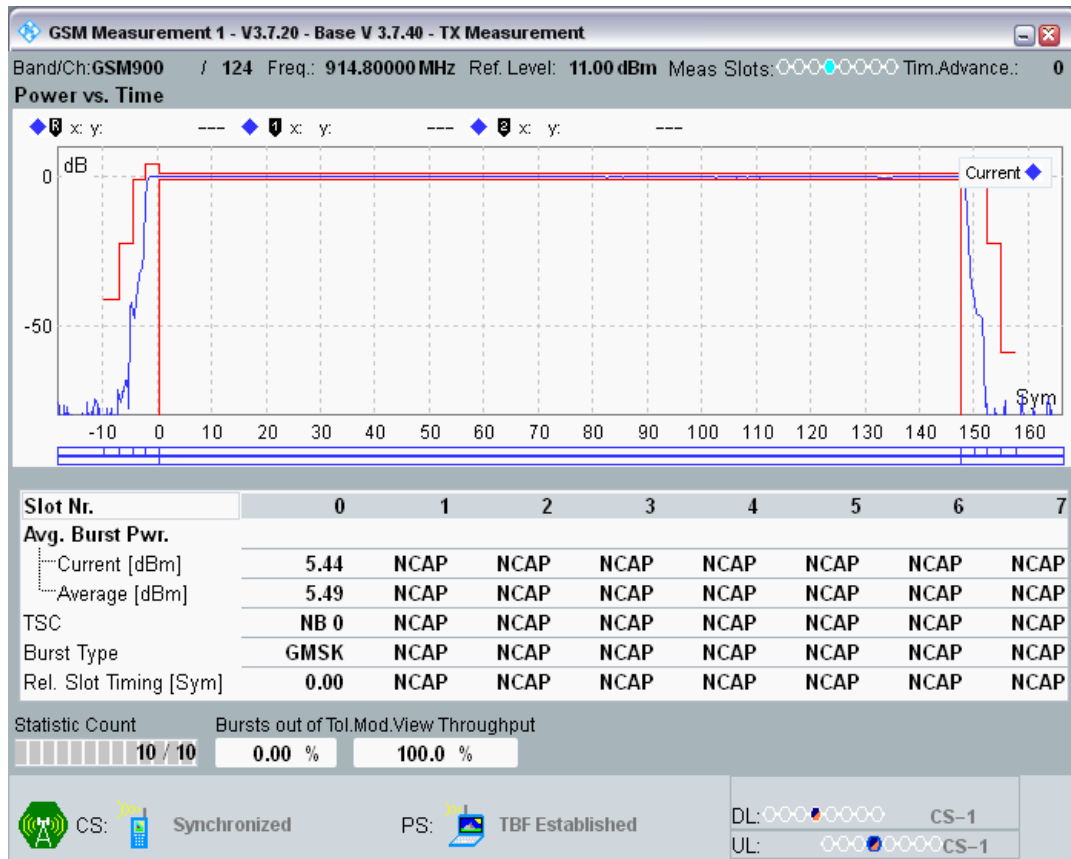 GSM Measurement 1 - V3.7.20 - Base V 3.7.40 - TX Measurement
Band/Ch:GSM900 / 124 Freq.: 914.80000 MHz Ref. Level: 11.00 dBm Meas Slots: Tim.Advance.: 0
Power vs. Time
R x: y: --- 1 x: y: --- 2 x: y: ---
dB
0
Current
-50
Sym
-10 0 10 20 30 40 50 60 70 80 90 100 110 120 130 140 150 160
Slot Nr. 0 1 2 3 4 5 6 7
Avg. Burst Pwr.
Current [dBm] 5.44 NCAP NCAP NCAP NCAP NCAP NCAP NCAP
Average [dBm] 5.49 NCAP NCAP NCAP NCAP NCAP NCAP NCAP
TSC NB 0 NCAP NCAP NCAP NCAP NCAP NCAP NCAP
Burst Type GMSK NCAP NCAP NCAP NCAP NCAP NCAP NCAP
Rel. Slot Timing [Sym] 0.00 NCAP NCAP NCAP NCAP NCAP NCAP NCAP
Statistic Count Bursts out of Tol. Mod.View Throughput
10 / 10 0.00 % 100.0 %
CS: Synchronized PS: TBF Established
DL: CS-1
UL: CS-1